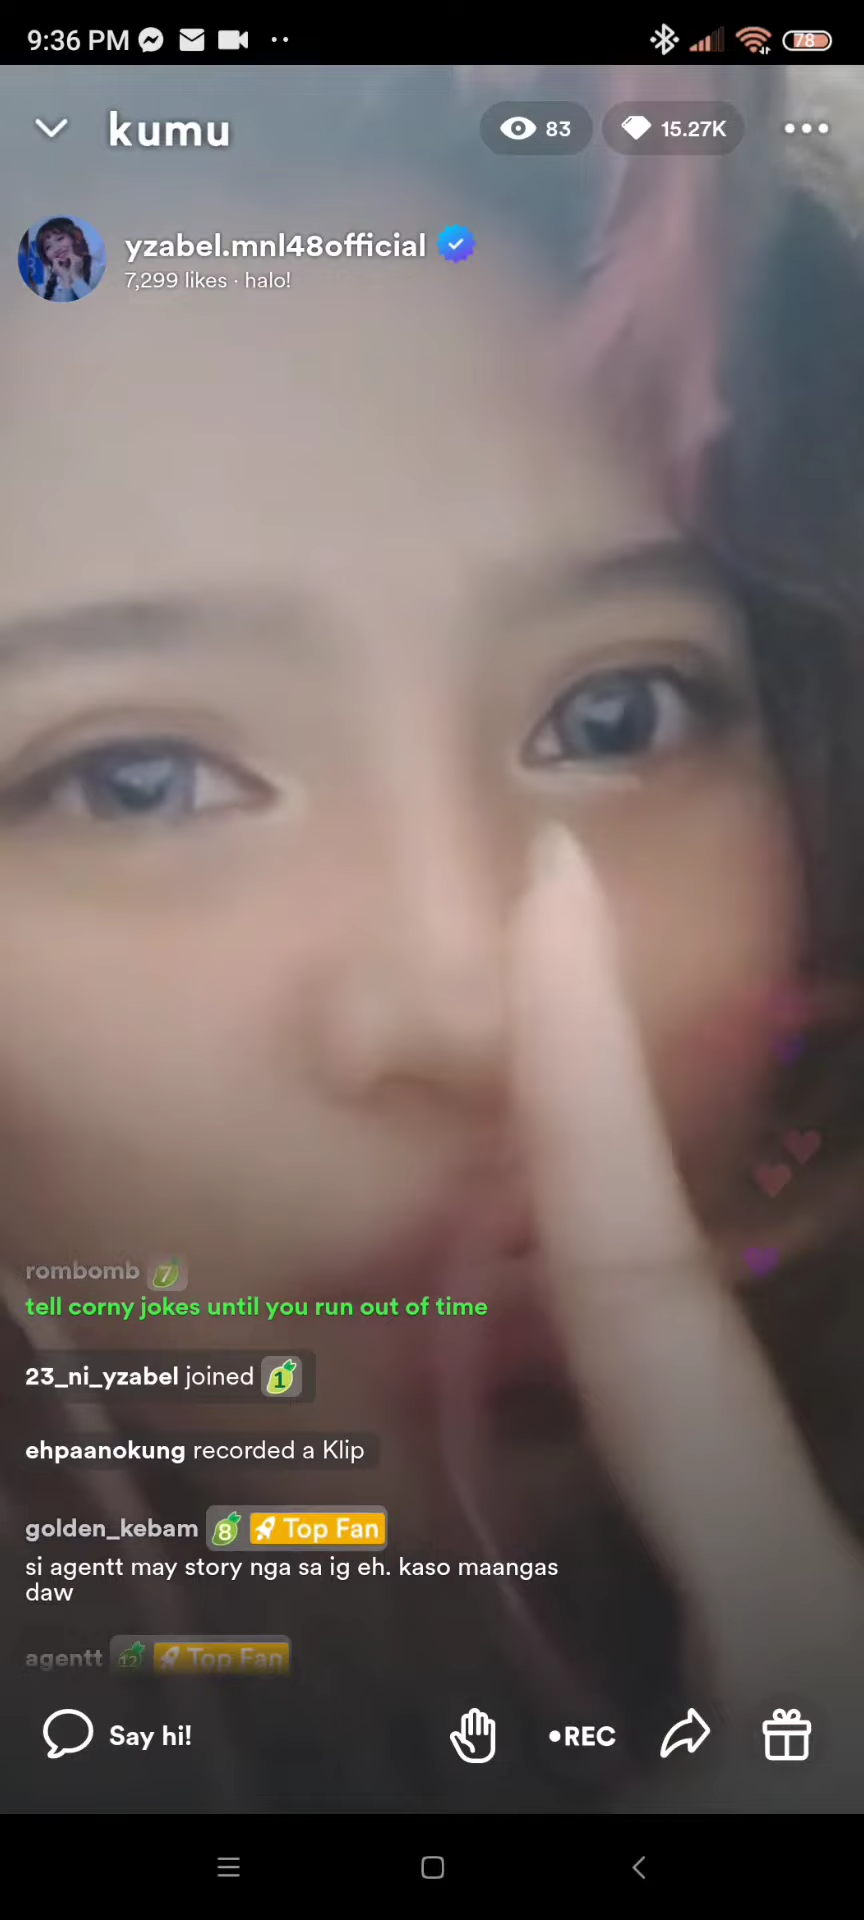 9:36 PM
78
kumu
83
15.27K
yzabel.mnl48official
7,299 likes · halo!
rombomb 7
tell corny jokes until you run out of time
23_ni_yzabel joined 1
ehpaanokung recorded a Klip
golden_kebam 8 Top Fan
si agentt may story nga sa ig eh. kaso maangas
daw
agentt 12 Top Fan
Say hi!
•REC